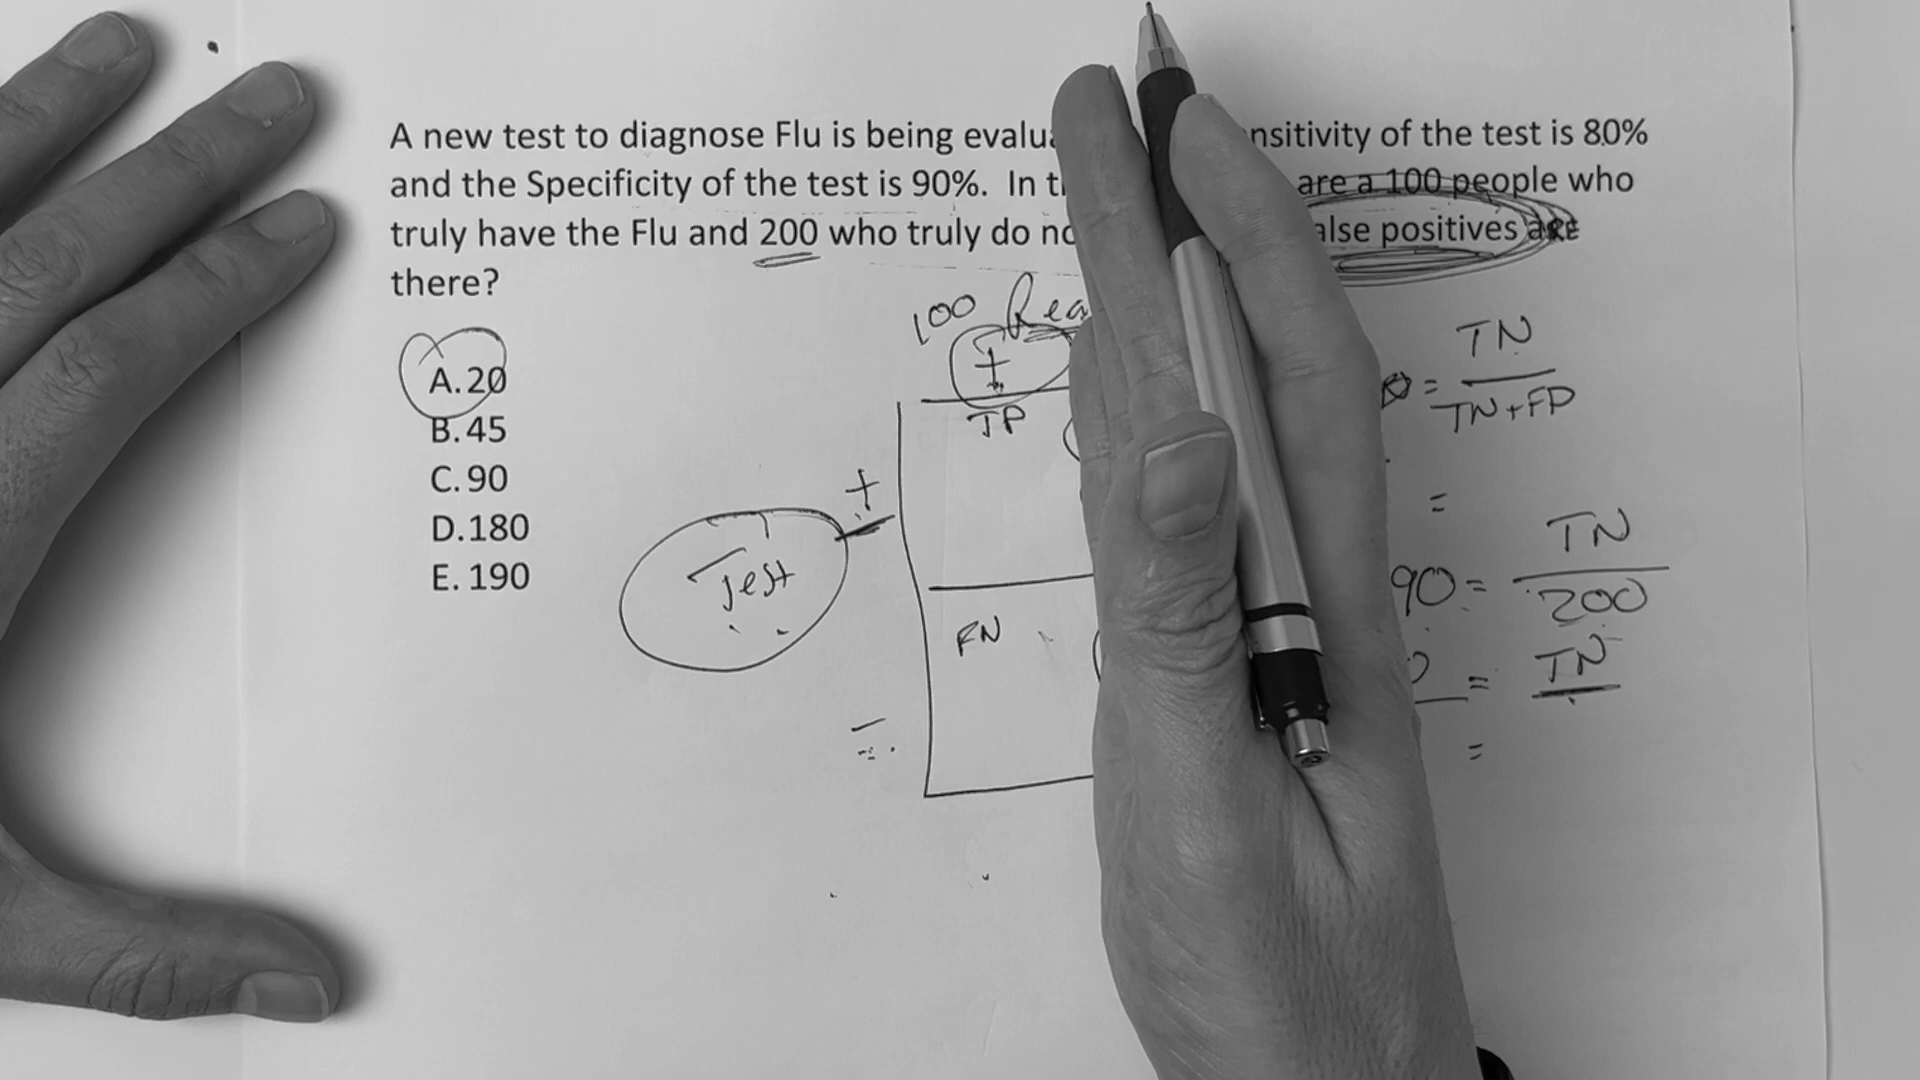 A new test to diagnose Flu is being evalu nsitivity of the test is 80%
and the Specificity of the test is 90%. In t are a 100 people who
truly have the Flu and 200 who truly do no alse positives are
there?
A. 20
B. 45
C. 90
D. 180
E. 190
100 Rea
+
TP
+
Test
FN
-
= TN
TN+FP
=
90 = TN
200
= TN
=